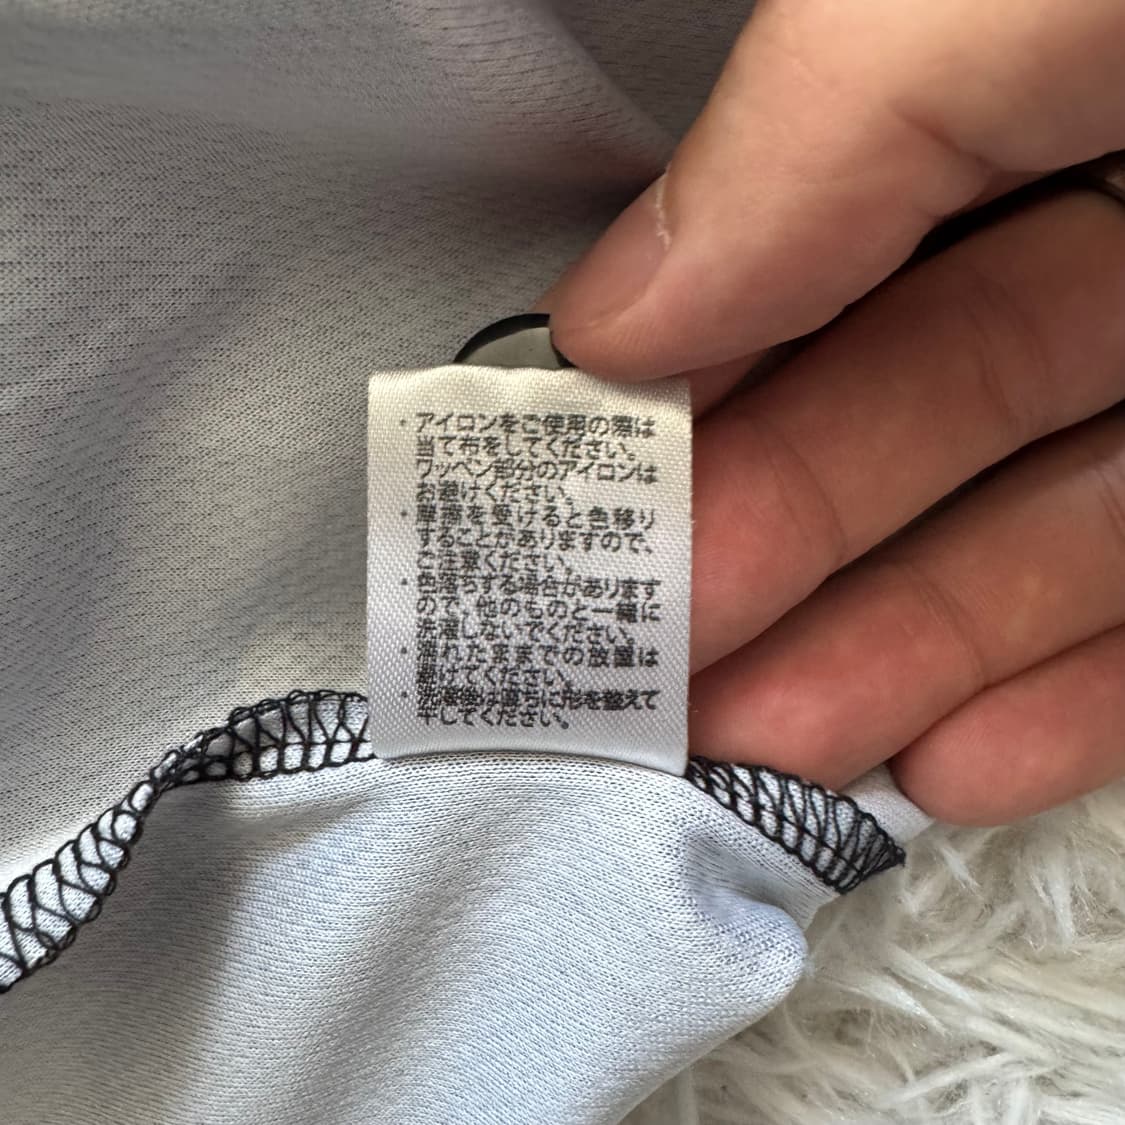 ・アイロンをご使用の際は
当て布をしてください。
ワッペン部分のアイロンは
お避けください。
・摩擦を受けると色移り
することがありますので、
ご注意ください。
・色落ちする場合があります
ので、他のものと一緒に
洗濯しないでください。
・濡れたままでの放置は
避けてください。
・洗濯後は直ちに形を整えて
干してください。